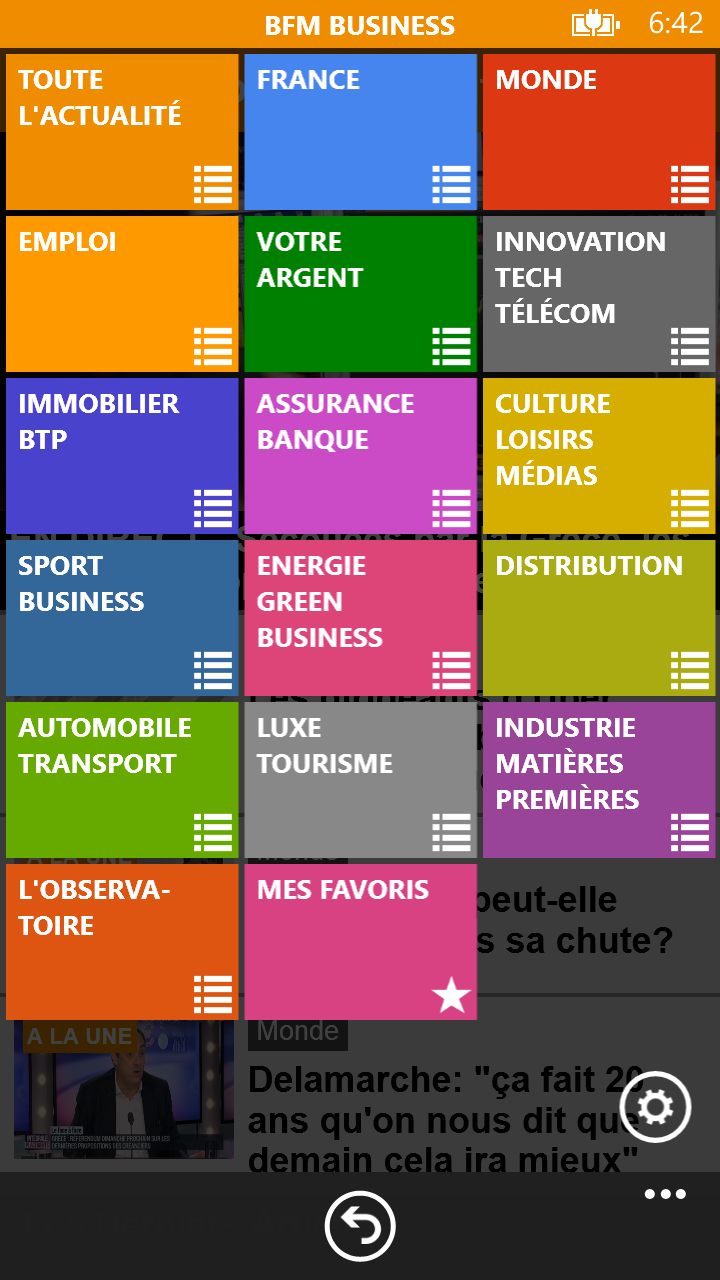 BFM BUSINESS
6:42
TOUTE
L'ACTUALITÉ
FRANCE
MONDE
EMPLOI
VOTRE
ARGENT
INNOVATION
TECH
TÉLÉCOM
IMMOBILIER
BTP
ASSURANCE
BANQUE
CULTURE
LOISIRS
MÉDIAS
SPORT
BUSINESS
ENERGIE
GREEN
BUSINESS
DISTRIBUTION
AUTOMOBILE
TRANSPORT
LUXE
TOURISME
INDUSTRIE
MATIÈRES
PREMIÈRES
L'OBSERVA-
TOIRE
MES FAVORIS
peut-elle
sa chute?
A LA UNE
Monde
Delamarche: "ça fait 20
ans qu'on nous dit que
demain cela ira mieux"